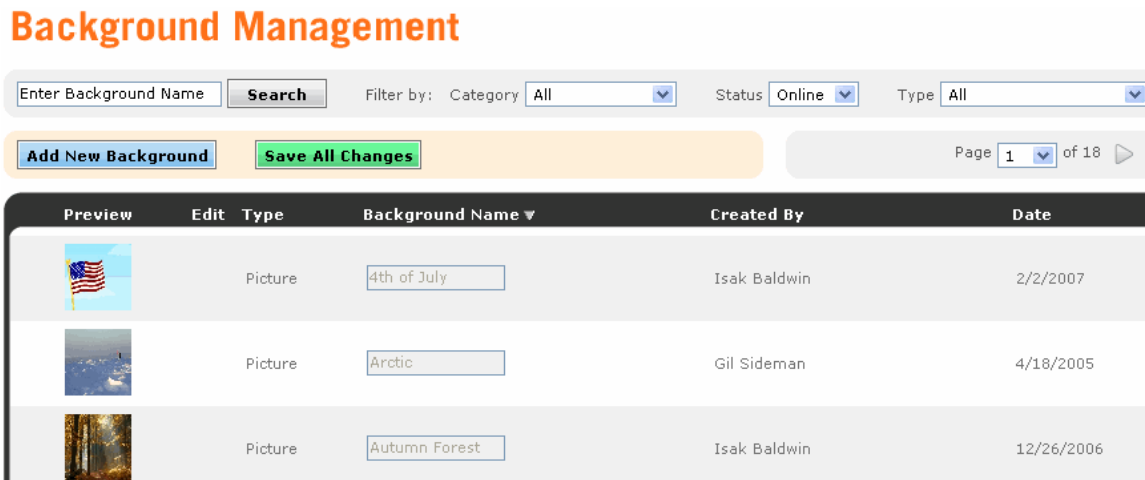 Background Management
Enter Background Name Search Filter by: Category All Status Online Type All
Add New Background Save All Changes Page 1 of 18
Preview Edit Type Background Name Created By Date
Picture 4th of July Isak Baldwin 2/2/2007
Picture Arctic Gil Sideman 4/18/2005
Picture Autumn Forest Isak Baldwin 12/26/2006